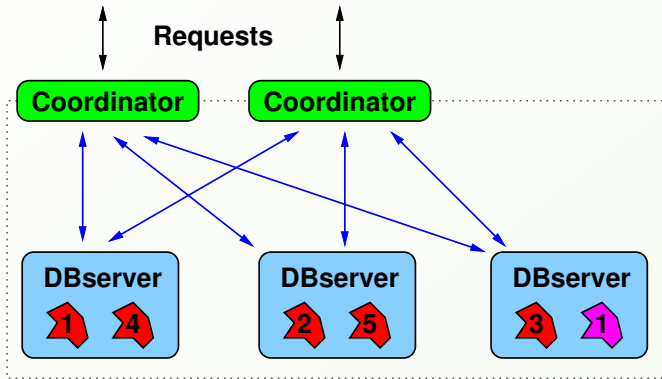 Requests
Coordinator Coordinator
DBserver DBserver DBserver
1 4 2 5 3 1